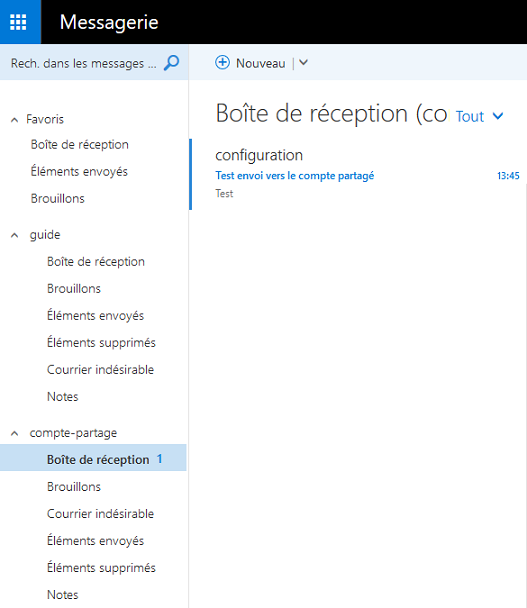 Messagerie
Rech. dans les messages ...
Nouveau
Favoris
Boîte de réception
Éléments envoyés
Brouillons
guide
Boîte de réception
Brouillons
Éléments envoyés
Éléments supprimés
Courrier indésirable
Notes
compte-partage
Boîte de réception 1
Brouillons
Courrier indésirable
Éléments envoyés
Éléments supprimés
Notes
Boîte de réception (co Tout
configuration
Test envoi vers le compte partagé 13:45
Test